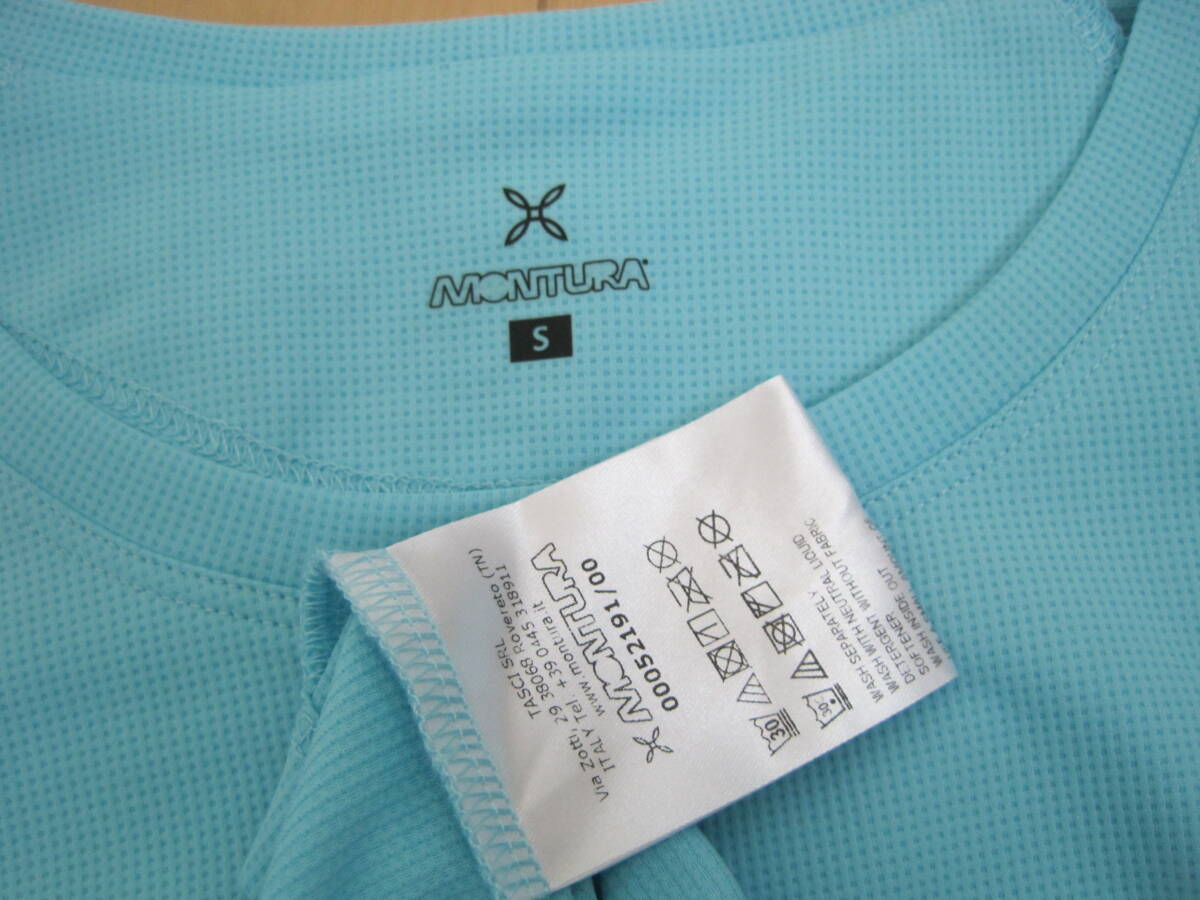 MONTURA
S
TASCI SRL
Via Zotti, 29 38068 Rovereto (TN)
ITALY Tel. +39 0445 318911
www.montura.it
MONTURA
00052191/00
30°
30°
WASH SEPARATELY
WASH WITH NEUTRAL LIQUID
DETERGENT WITHOUT FABRIC
SOFTENER
WASH INSIDE OUT